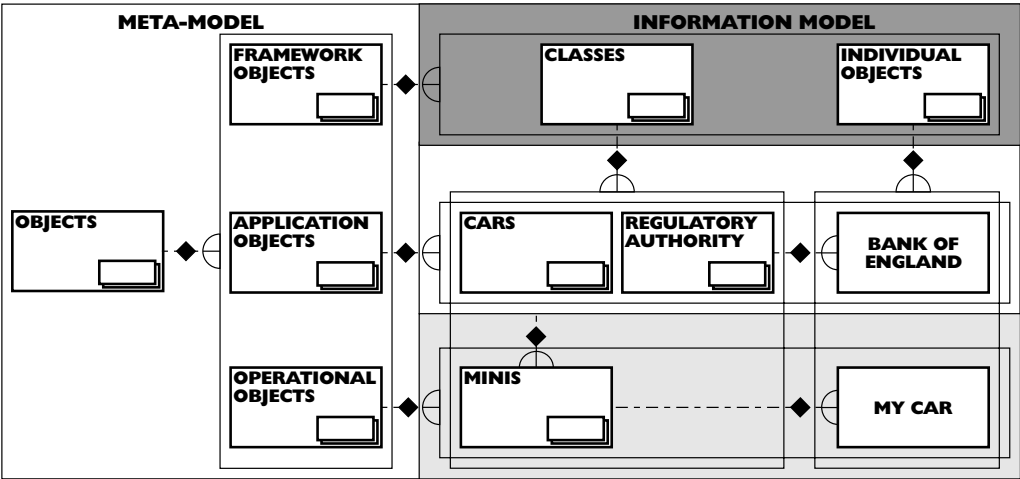 META-MODEL
INFORMATION MODEL
FRAMEWORK
OBJECTS
CLASSES
INDIVIDUAL
OBJECTS
OBJECTS
APPLICATION
OBJECTS
CARS
REGULATORY
AUTHORITY
BANK OF
ENGLAND
OPERATIONAL
OBJECTS
MINIS
MY CAR